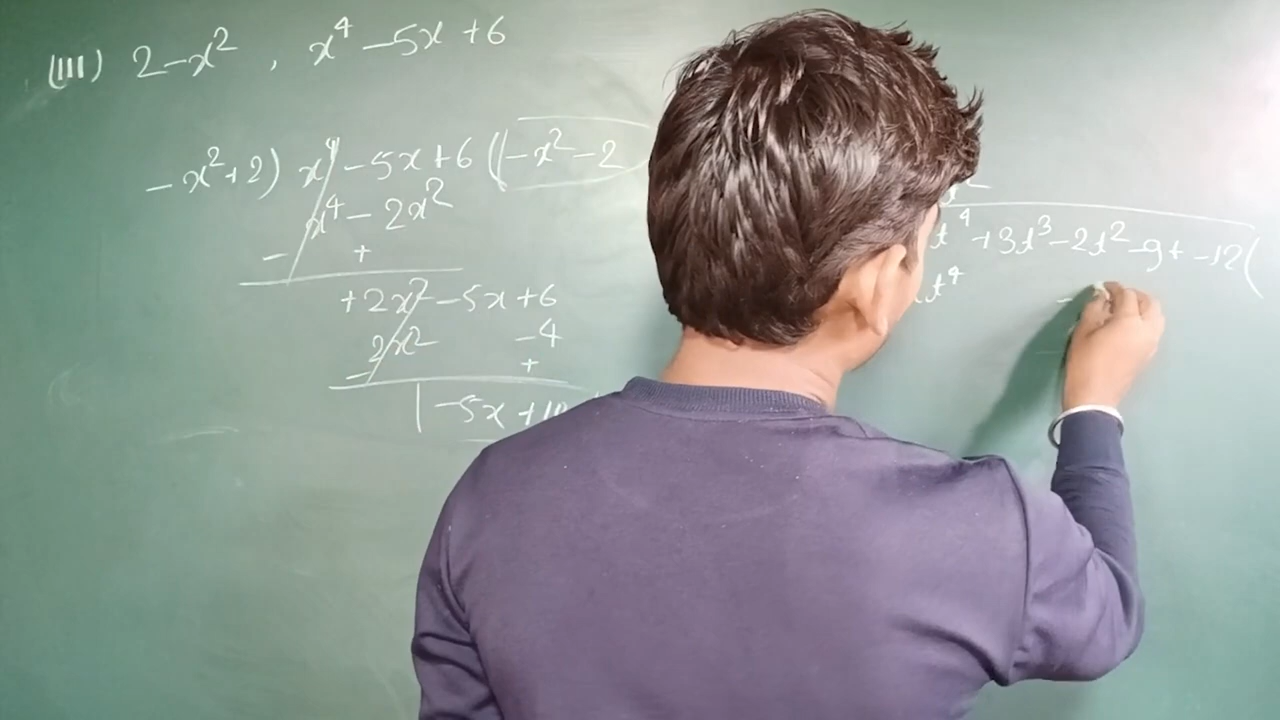 (III) 2-x² , x⁴ -5x +6
-x²+2) x⁴ -5x+6 (-x²-2
x⁴ - 2x²
- +
+2x² -5x +6
2x² -4
- +
-5x +10
t⁴ +3t³ -2t² -9t -12(
t⁴ -